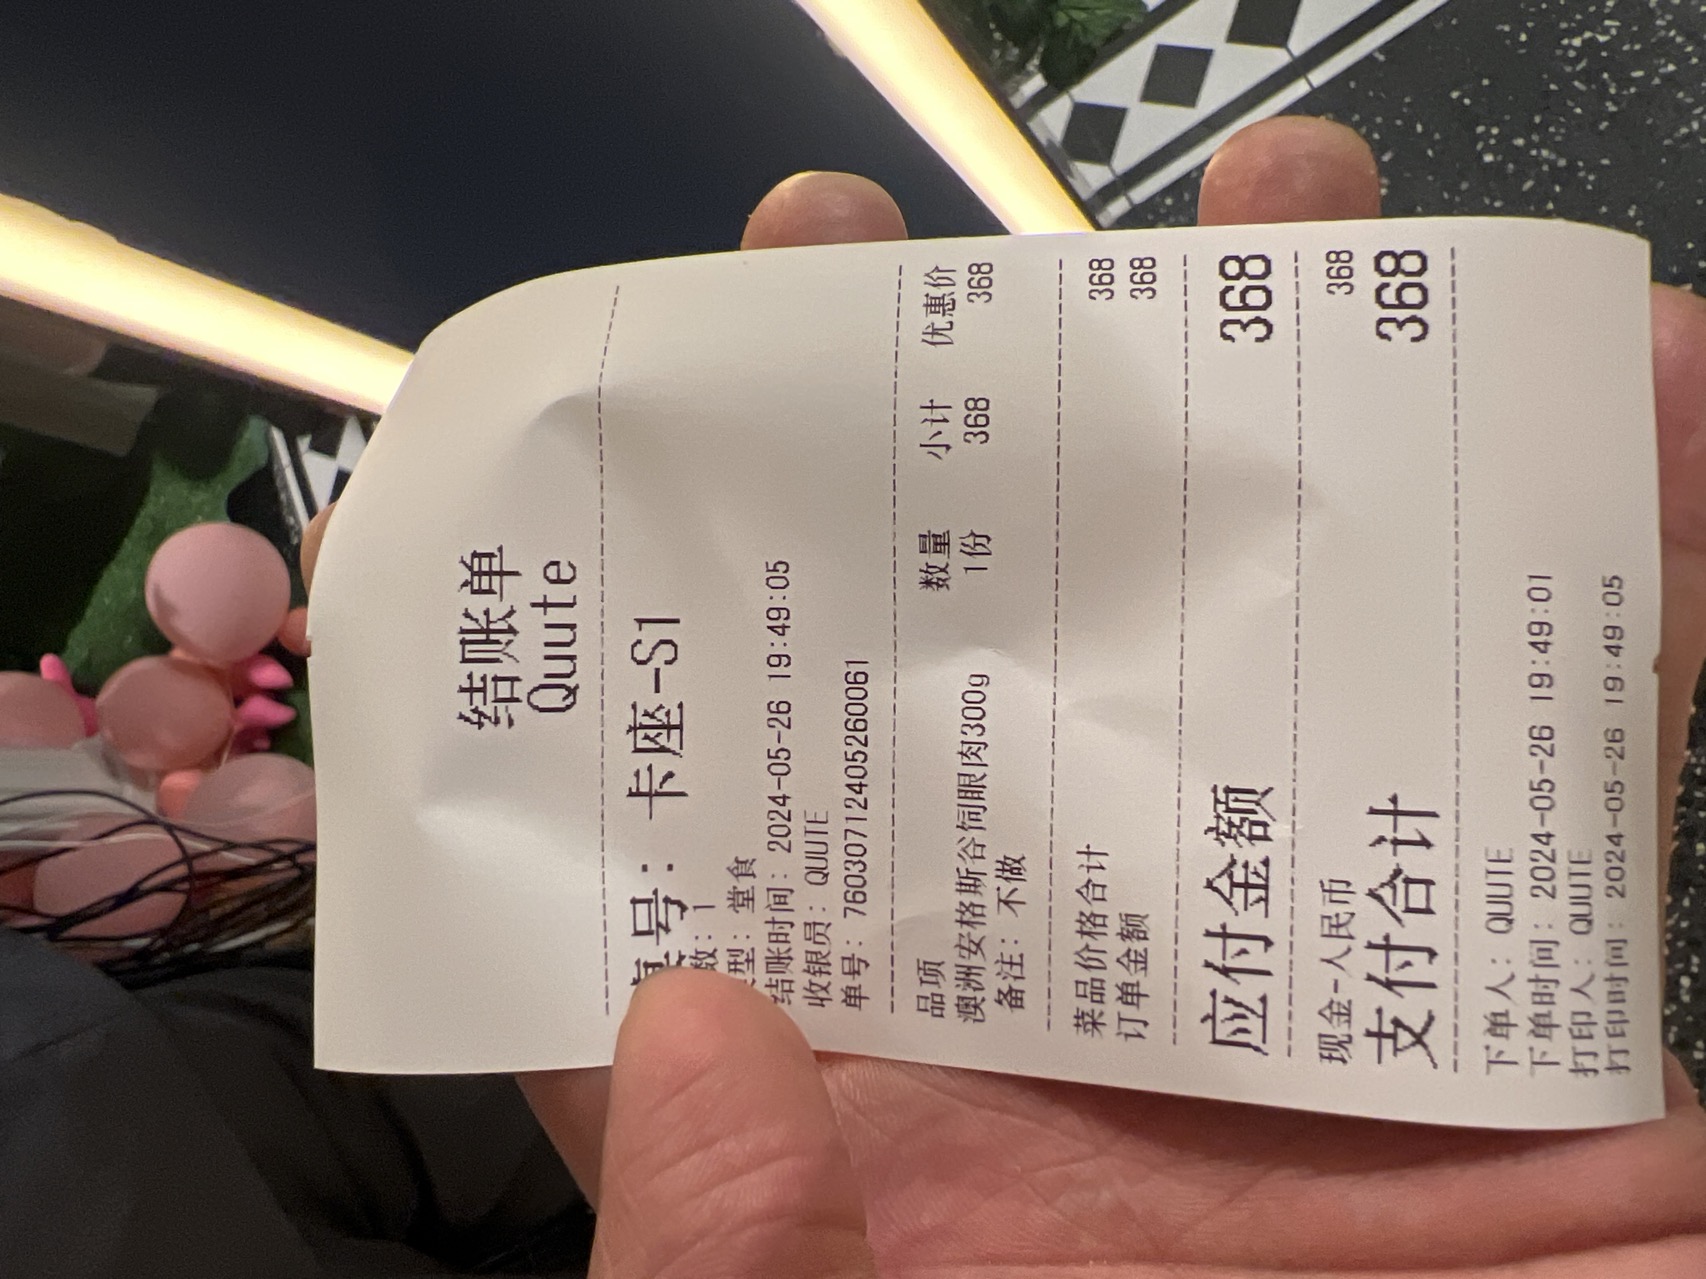 结账单
Quute
号： 卡座-S1
数：1
型：堂食
结账时间：2024-05-26 19:49:05
收银员：QUUTE
单号：760307124052600​61
品项 数量 小计 优惠价
澳洲安格斯谷饲眼肉300g 1份 368 368
备注：不做
菜品价格合计 368
订单金额 368
应付金额 368
现金-人民币 368
支付合计 368
下单人：QUUTE
下单时间：2024-05-26 19:49:01
打印人：QUUTE
打印时间：2024-05-26 19:49:05